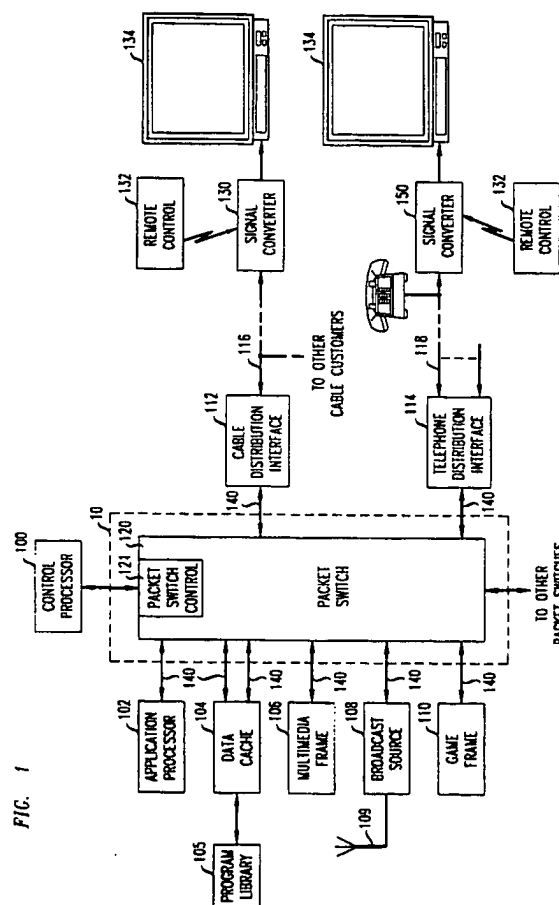 FIG. 1
100
CONTROL
PROCESSOR
10
120
121
PACKET
SWITCH
CONTROL
PACKET
SWITCH
102
APPLICATION
PROCESSOR
140
104
DATA
CACHE
140
140
105
PROGRAM
LIBRARY
106
MULTIMEDIA
FRAME
140
108
BROADCAST
SOURCE
140
109
110
GAME
FRAME
140
TO OTHER
PACKET SWITCHES
140
112
CABLE
DISTRIBUTION
INTERFACE
116
TO OTHER
CABLE CUSTOMERS
132
REMOTE
CONTROL
130
SIGNAL
CONVERTER
134
140
114
TELEPHONE
DISTRIBUTION
INTERFACE
118
150
SIGNAL
CONVERTER
132
REMOTE
CONTROL
134